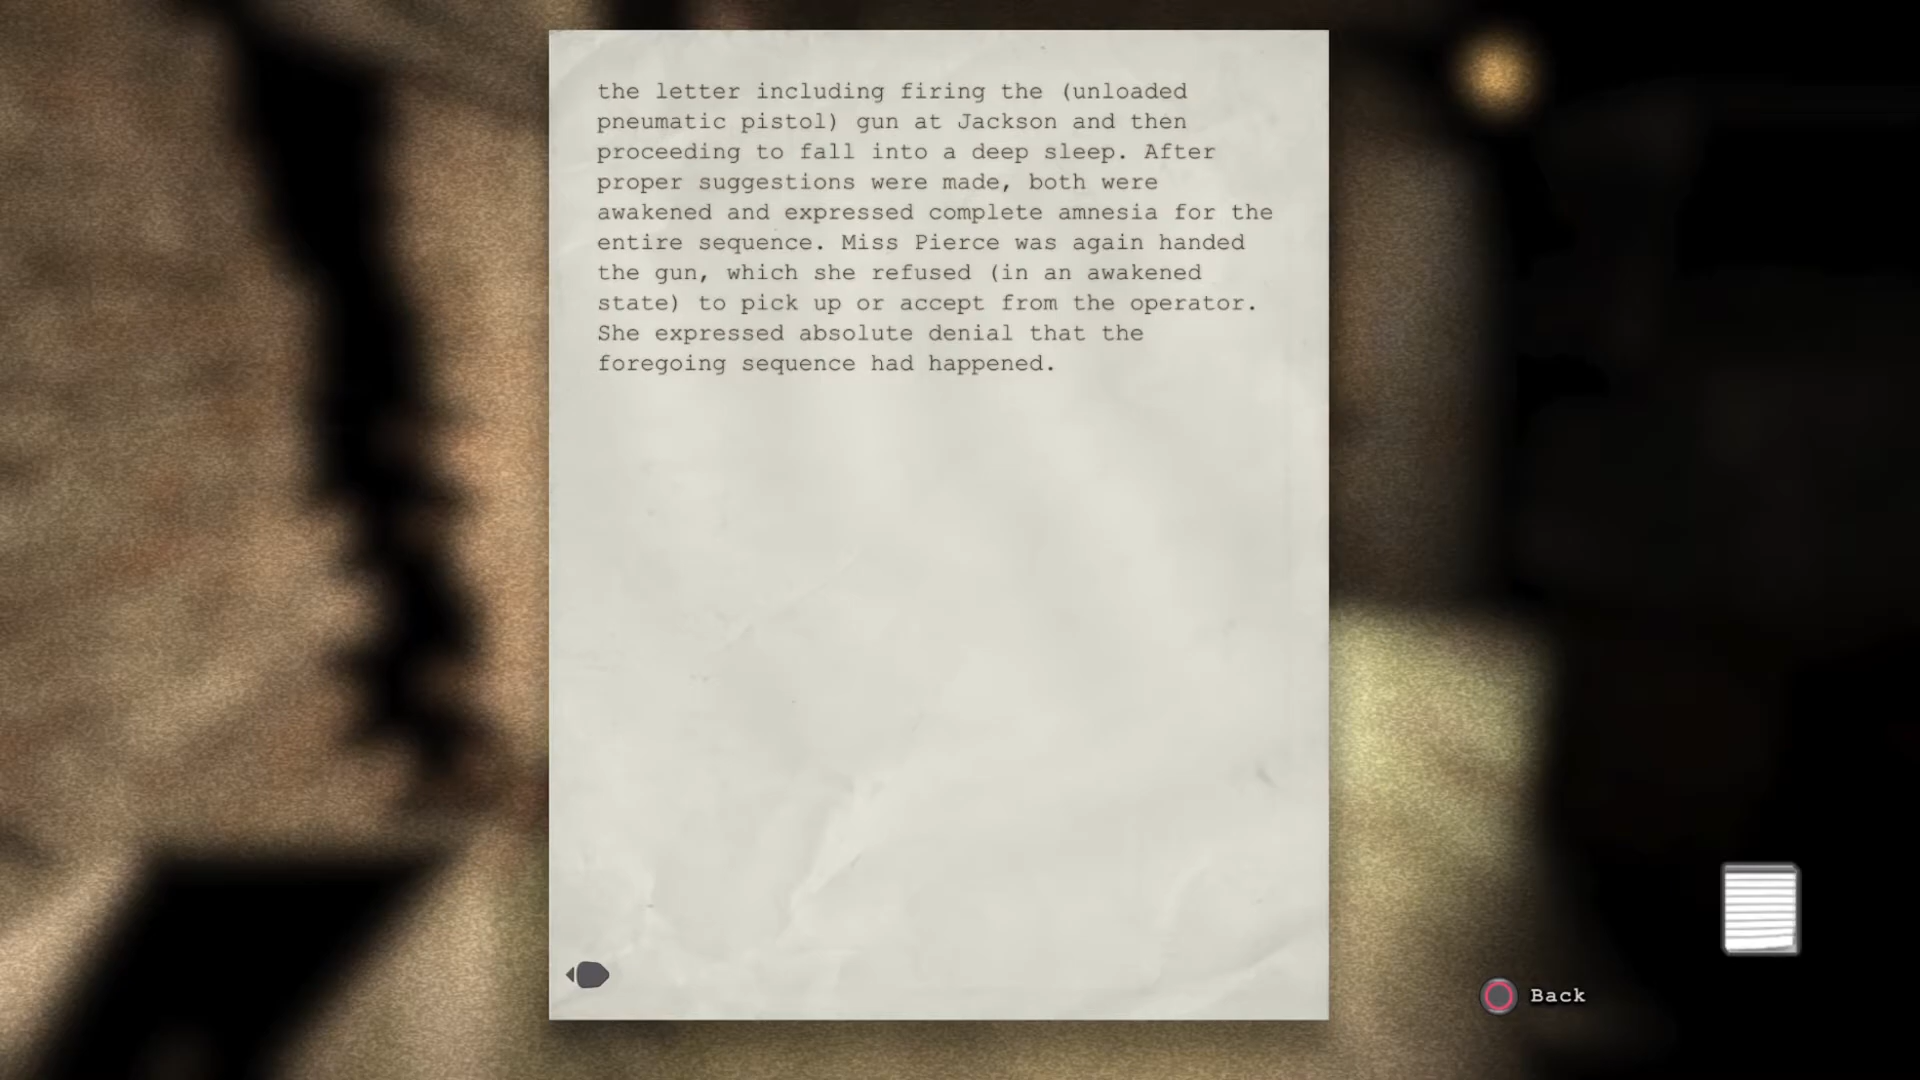 the letter including firing the (unloaded
pneumatic pistol) gun at Jackson and then
proceeding to fall into a deep sleep. After
proper suggestions were made, both were
awakened and expressed complete amnesia for the
entire sequence. Miss Pierce was again handed
the gun, which she refused (in an awakened
state) to pick up or accept from the operator.
She expressed absolute denial that the
foregoing sequence had happened.
Back